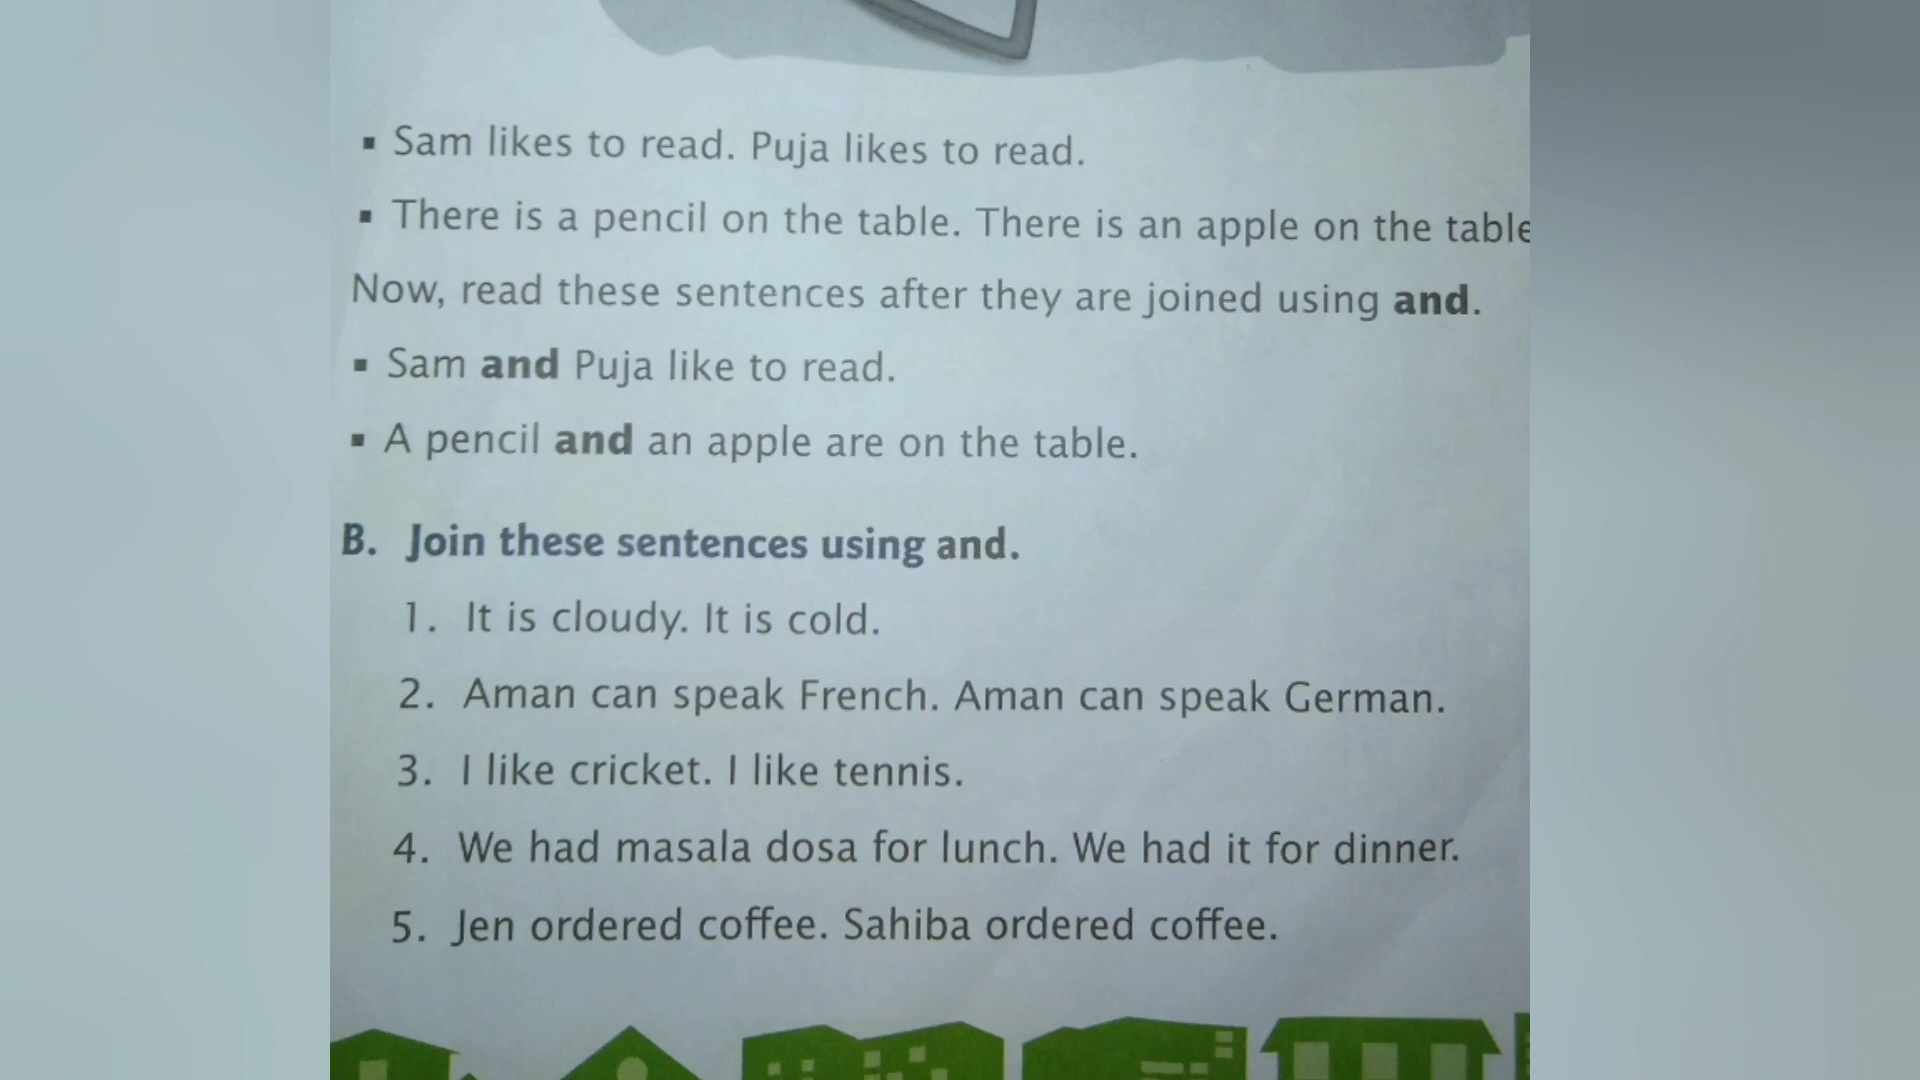 ▪ Sam likes to read. Puja likes to read.
▪ There is a pencil on the table. There is an apple on the table
Now, read these sentences after they are joined using and.
▪ Sam and Puja like to read.
▪ A pencil and an apple are on the table.
B. Join these sentences using and.
1. It is cloudy. It is cold.
2. Aman can speak French. Aman can speak German.
3. I like cricket. I like tennis.
4. We had masala dosa for lunch. We had it for dinner.
5. Jen ordered coffee. Sahiba ordered coffee.